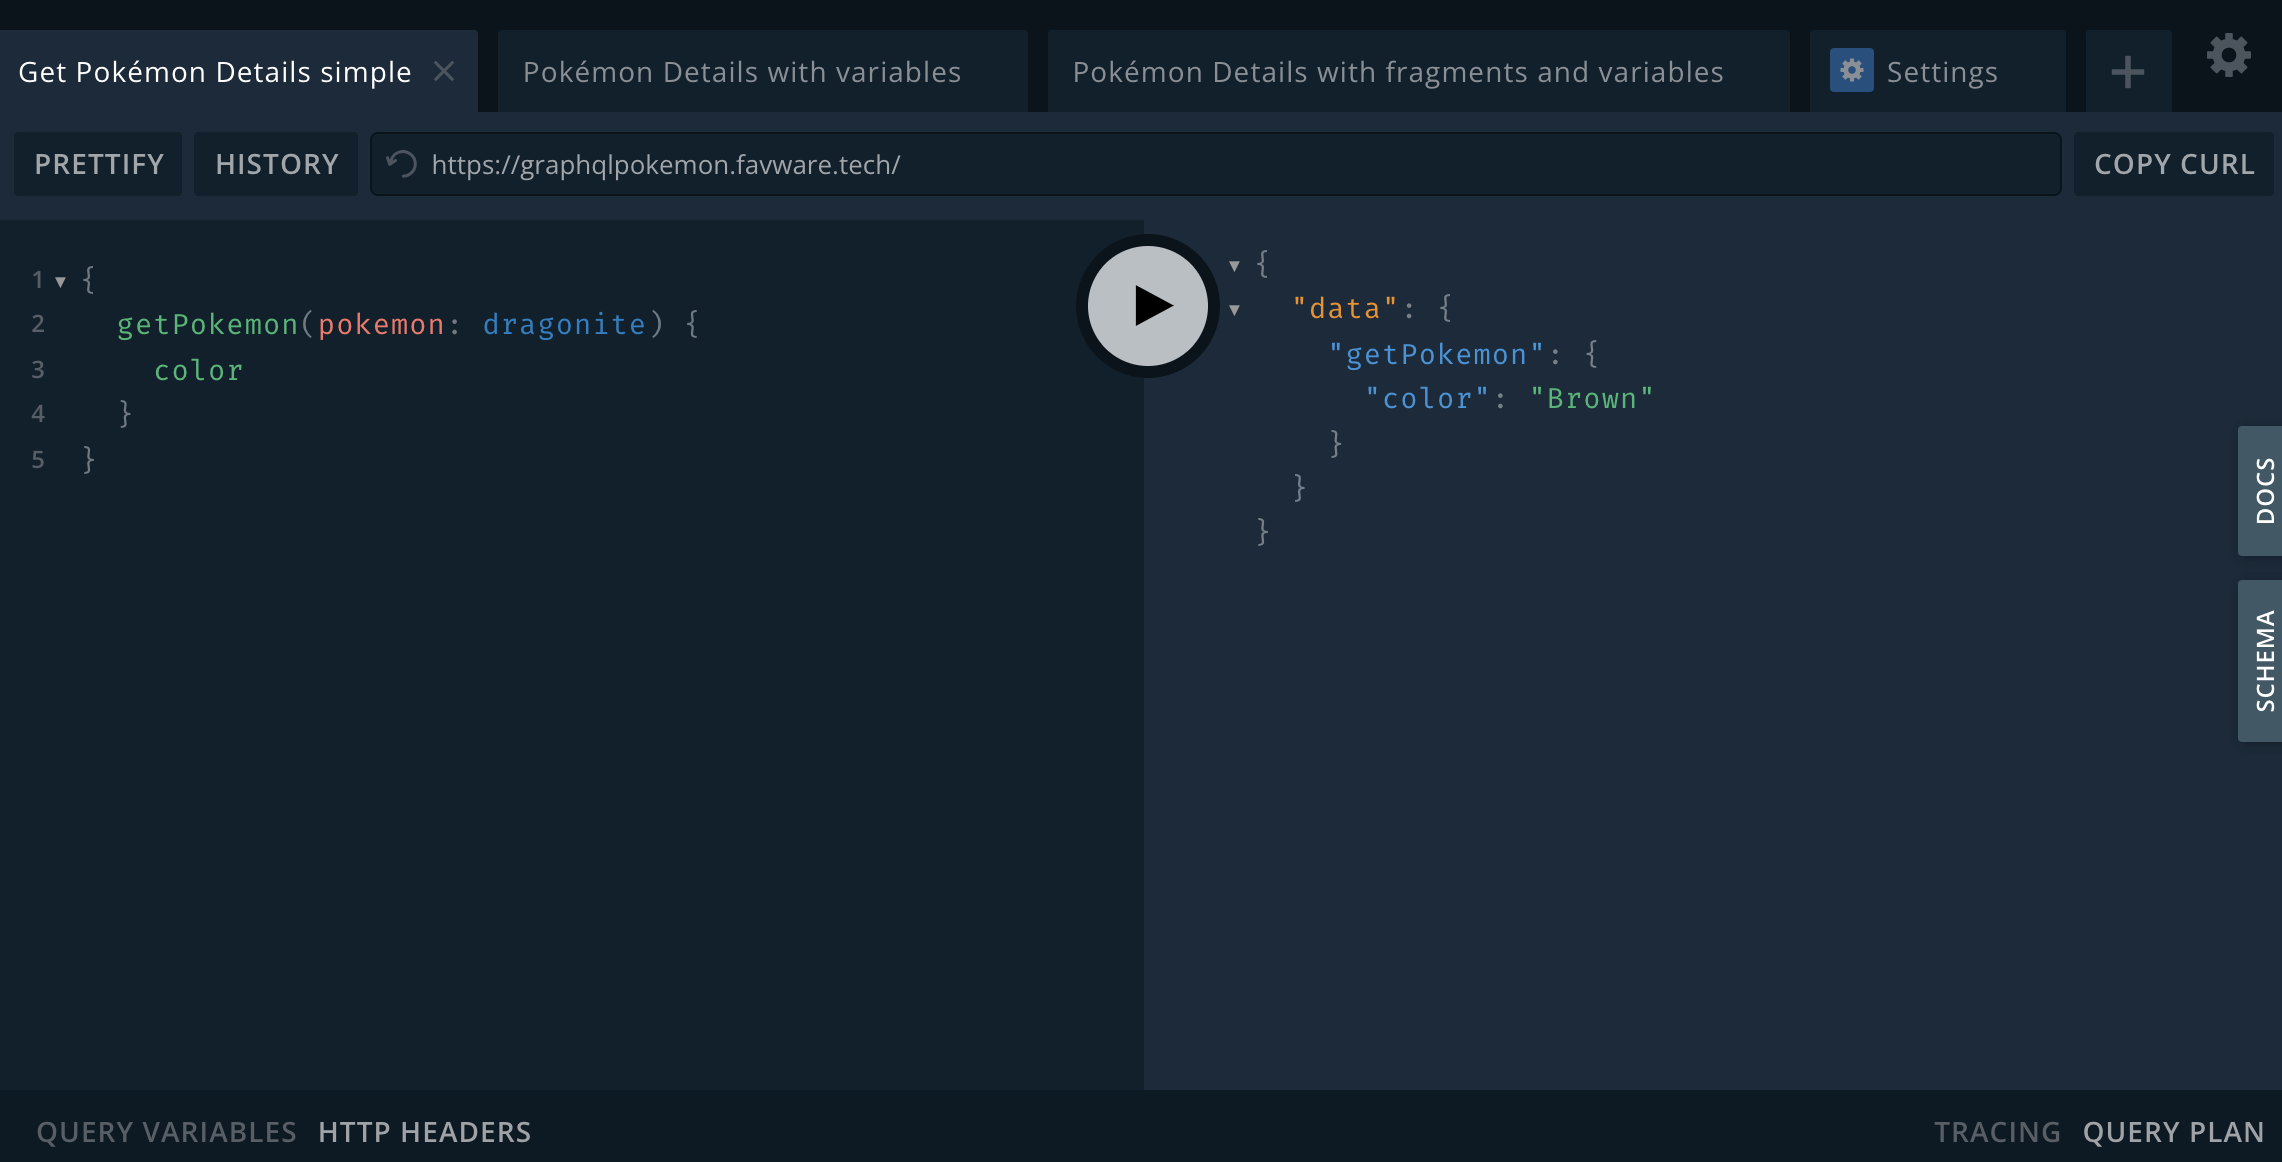 Get Pokémon Details simple
Pokémon Details with variables
Pokémon Details with fragments and variables
Settings
PRETTIFY
HISTORY
https://graphqlpokemon.favware.tech/
COPY CURL
1 {
2 getPokemon(pokemon: dragonite) {
3 color
4 }
5 }
{
"data": {
"getPokemon": {
"color": "Brown"
}
}
}
DOCS
SCHEMA
QUERY VARIABLES
HTTP HEADERS
TRACING
QUERY PLAN